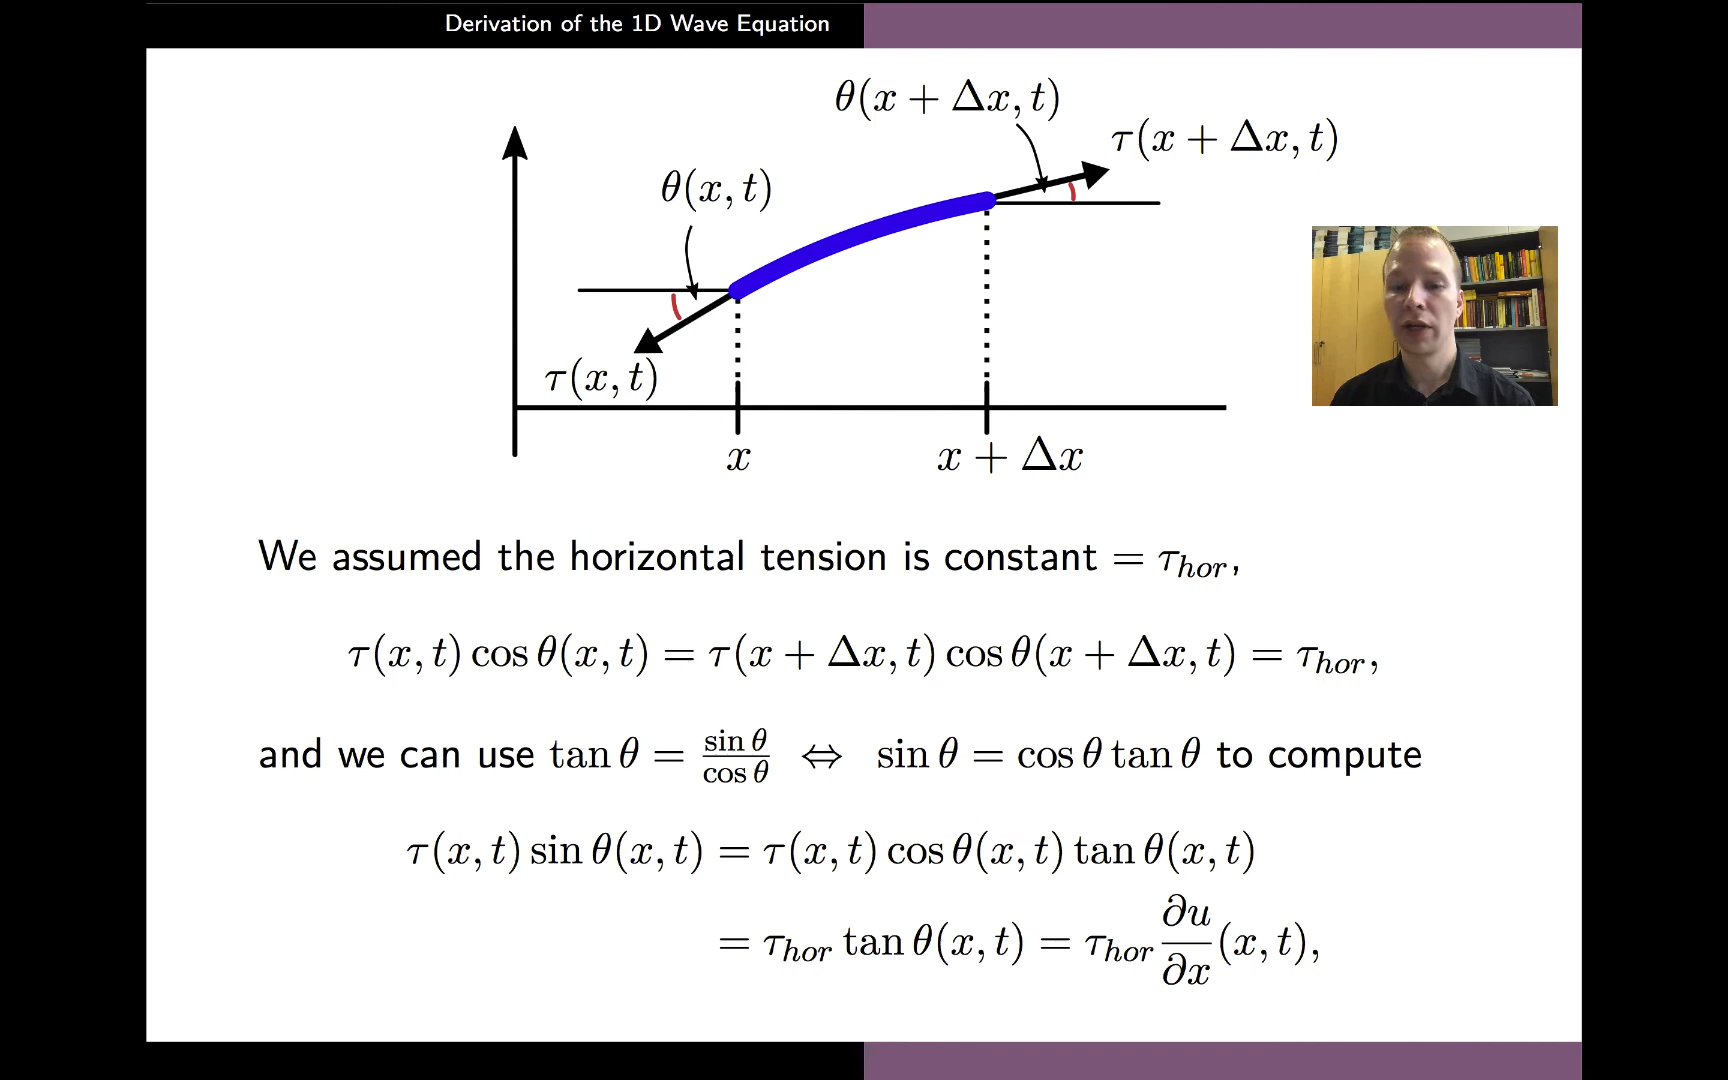 Derivation of the 1D Wave Equation
θ(x + Δx, t)
τ(x + Δx, t)
θ(x, t)
τ(x, t)
x
x + Δx
We assumed the horizontal tension is constant = τ_hor,
τ(x, t) cos θ(x, t) = τ(x + Δx, t) cos θ(x + Δx, t) = τ_hor,
and we can use tan θ = sin θ / cos θ ⇔ sin θ = cos θ tan θ to compute
τ(x, t) sin θ(x, t) = τ(x, t) cos θ(x, t) tan θ(x, t)
= τ_hor tan θ(x, t) = τ_hor ∂u/∂x (x, t),